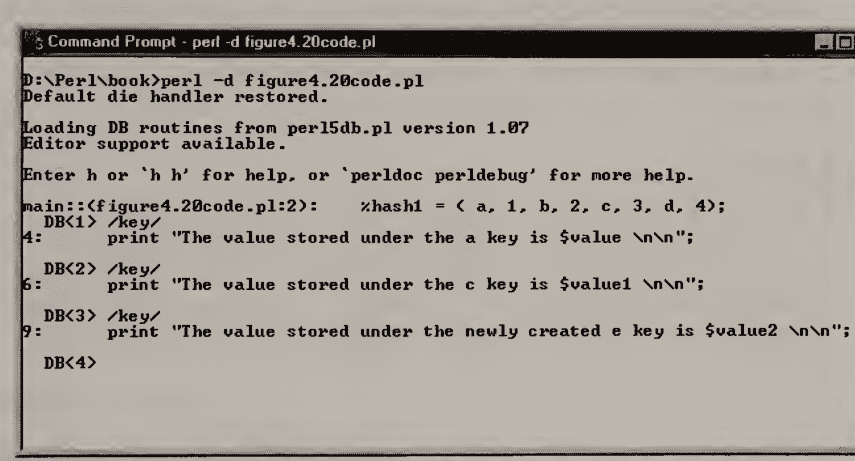 Command Prompt - perl -d figure4.20code.pl
D:\Perl\book>perl -d figure4.20code.pl
Default die handler restored.
Loading DB routines from perl5db.pl version 1.07
Editor support available.
Enter h or `h h' for help, or `perldoc perldebug' for more help.
main::(figure4.20code.pl:2): %hash1 = ( a, 1, b, 2, c, 3, d, 4);
DB<1> /key/
4: print "The value stored under the a key is $value \n\n";
DB<2> /key/
6: print "The value stored under the c key is $value1 \n\n";
DB<3> /key/
9: print "The value stored under the newly created e key is $value2 \n\n";
DB<4>